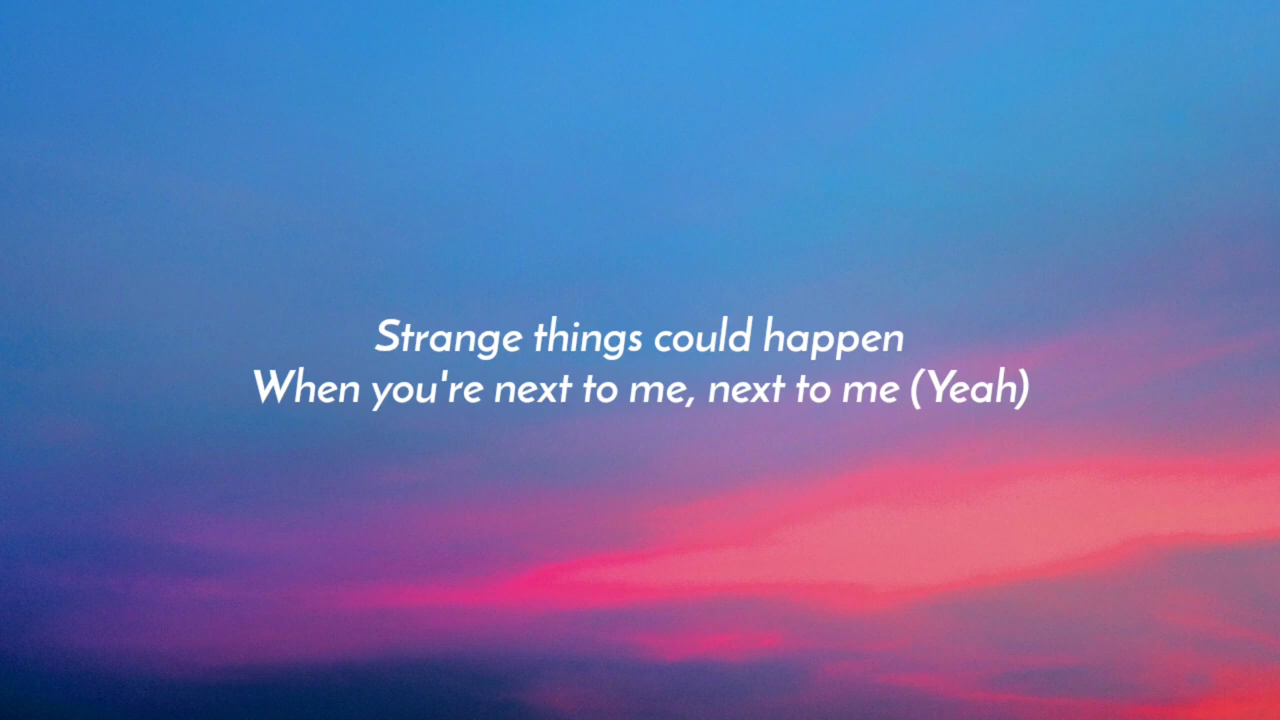 Strange things could happen
When you're next to me, next to me (Yeah)